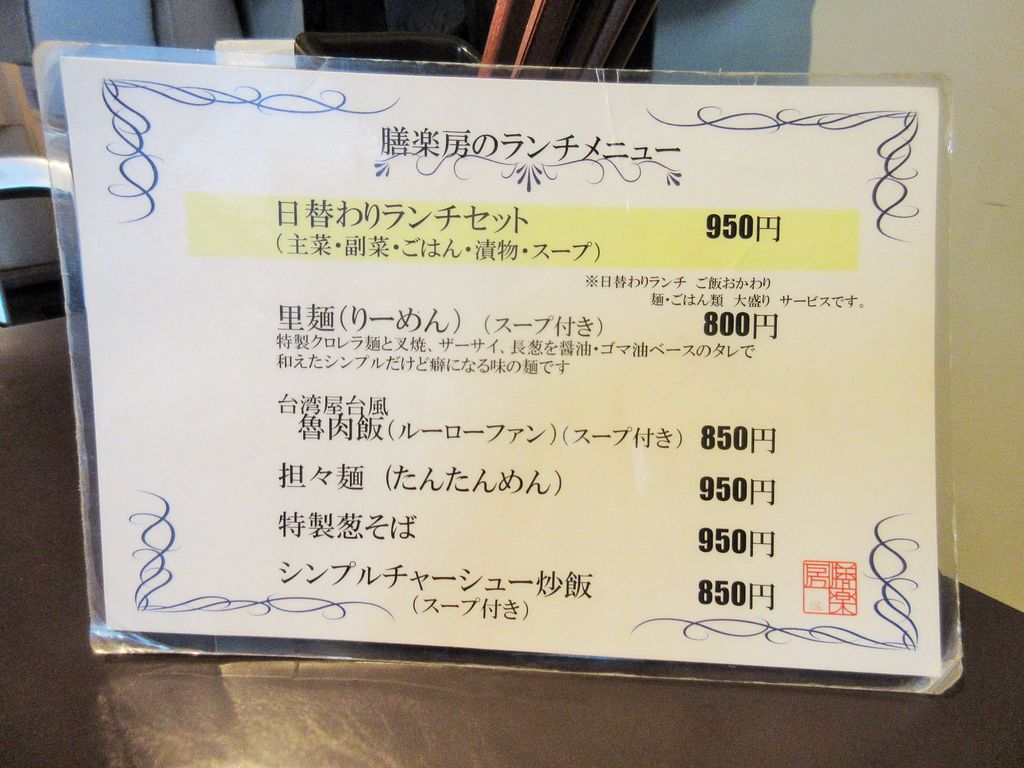 膳楽房のランチメニュー
日替わりランチセット 950円
(主菜・副菜・ごはん・漬物・スープ)
※日替わりランチ ご飯おかわり
麺・ごはん類 大盛り サービスです。
里麺(りーめん) (スープ付き) 800円
特製クロレラ麺と叉焼、ザーサイ、長葱を醤油・ゴマ油ベースのタレで
和えたシンプルだけど癖になる味の麺です
台湾屋台風
魯肉飯(ルーローファン)(スープ付き) 850円
担々麺 (たんたんめん) 950円
特製葱そば 950円
シンプルチャーシュー炒飯 850円
(スープ付き)
膳楽房